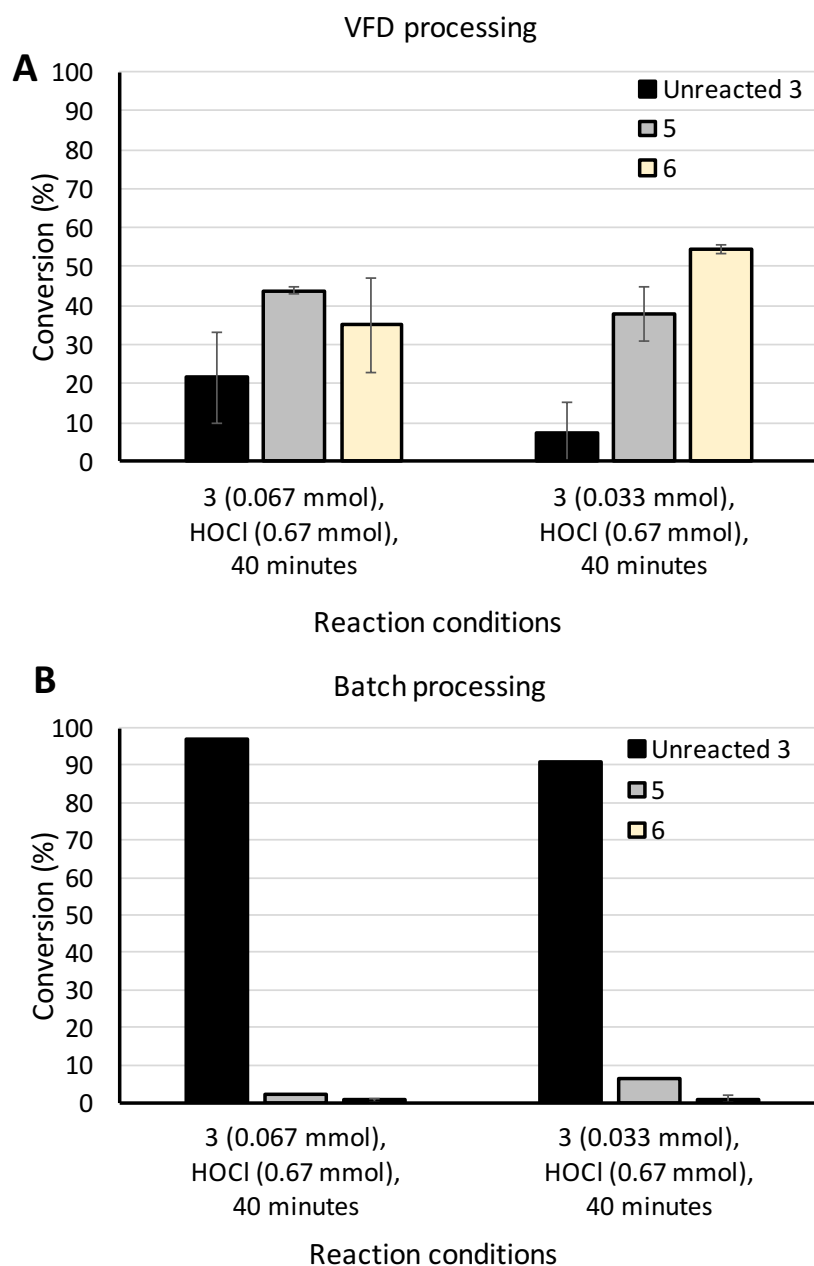 VFD processing
A
100
90
80
70
60
50
40
30
20
10
0
Conversion (%)
Unreacted 3
5
6
3 (0.067 mmol),
HOCl (0.67 mmol),
40 minutes
3 (0.033 mmol),
HOCl (0.67 mmol),
40 minutes
Reaction conditions
B
Batch processing
100
90
80
70
60
50
40
30
20
10
0
Conversion (%)
Unreacted 3
5
6
3 (0.067 mmol),
HOCl (0.67 mmol),
40 minutes
3 (0.033 mmol),
HOCl (0.67 mmol),
40 minutes
Reaction conditions